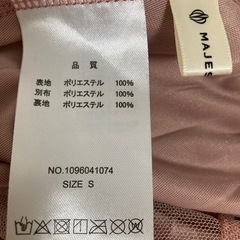 品質
表地 ポリエステル 100%
別布 ポリエステル 100%
裏地 ポリエステル 100%
NO.1096041074
SIZE S
MAJES